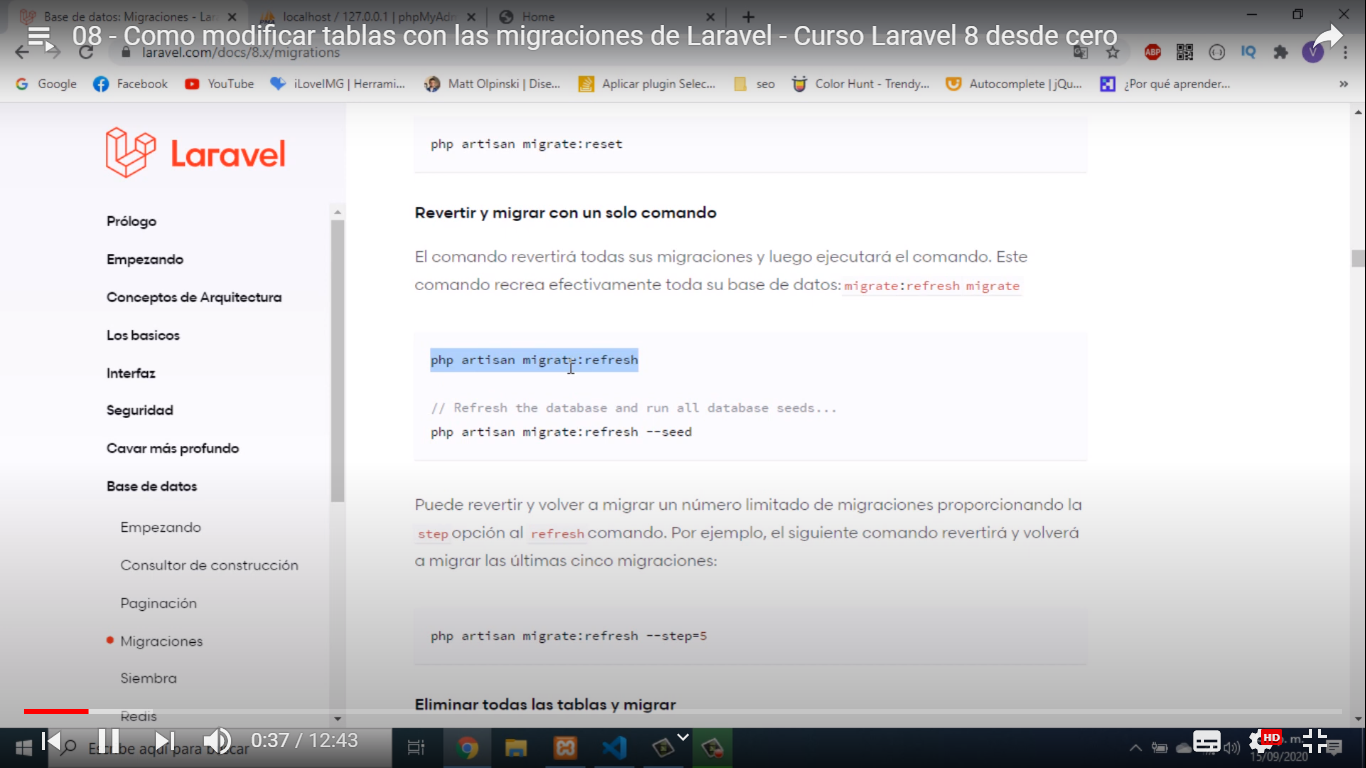 Base de datos: Migraciones - Lar
localhost / 127.0.0.1 | phpMyAdr
Home
08 - Como modificar tablas con las migraciones de Laravel - Curso Laravel 8 desde cero
laravel.com/docs/8.x/migrations
ABP
IQ
V
Google
Facebook
YouTube
iLoveIMG | Herrami...
Matt Olpinski | Dise...
Aplicar plugin Selec...
seo
Color Hunt - Trendy...
Autocomplete | jQu...
¿Por qué aprender...
»
Laravel
Prólogo
Empezando
Conceptos de Arquitectura
Los basicos
Interfaz
Seguridad
Cavar más profundo
Base de datos
Empezando
Consultor de construcción
Paginación
Migraciones
Siembra
Redis
php artisan migrate:reset
Revertir y migrar con un solo comando
El comando revertirá todas sus migraciones y luego ejecutará el comando. Este
comando recrea efectivamente toda su base de datos: migrate:refresh migrate
php artisan migrate:refresh
// Refresh the database and run all database seeds...
php artisan migrate:refresh --seed
Puede revertir y volver a migrar un número limitado de migraciones proporcionando la
step opción al refresh comando. Por ejemplo, el siguiente comando revertirá y volverá
a migrar las últimas cinco migraciones:
php artisan migrate:refresh --step=5
Eliminar todas las tablas y migrar
Escribe aquí para buscar
0:37 / 12:43
HD
15/09/2020